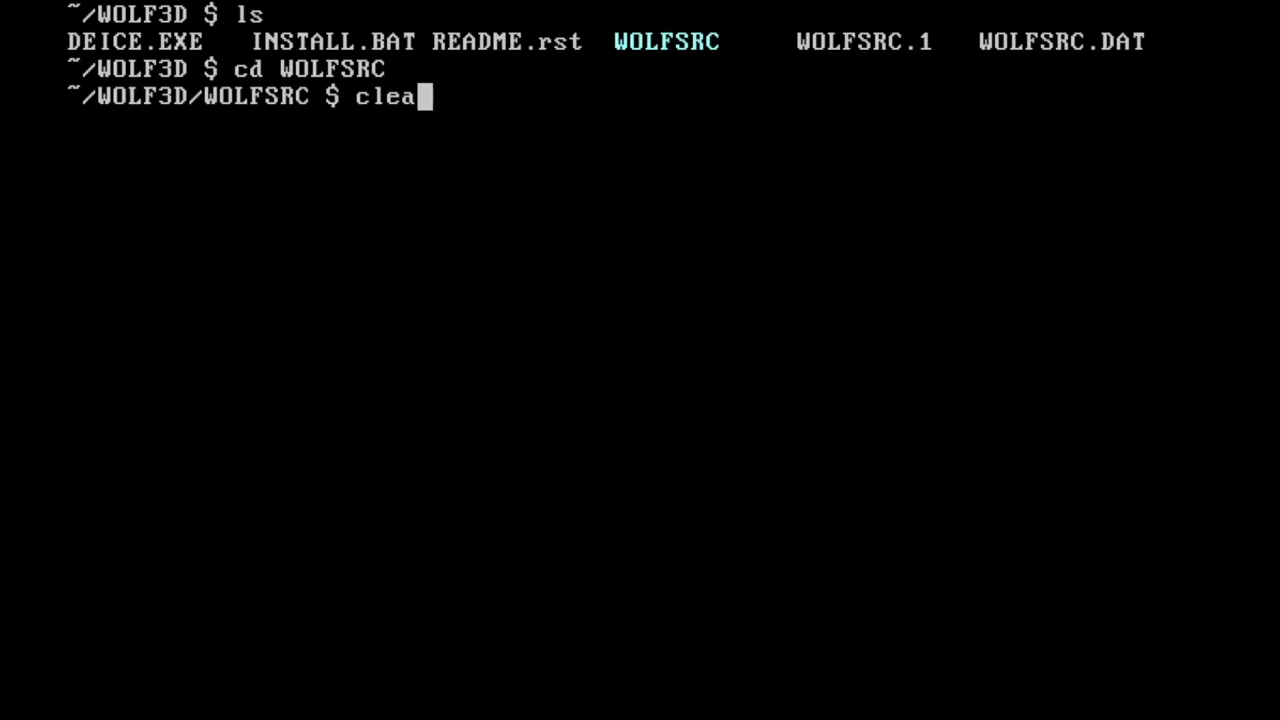 ~/WOLF3D $ ls
DEICE.EXE INSTALL.BAT README.rst WOLFSRC WOLFSRC.1 WOLFSRC.DAT
~/WOLF3D $ cd WOLFSRC
~/WOLF3D/WOLFSRC $ clea